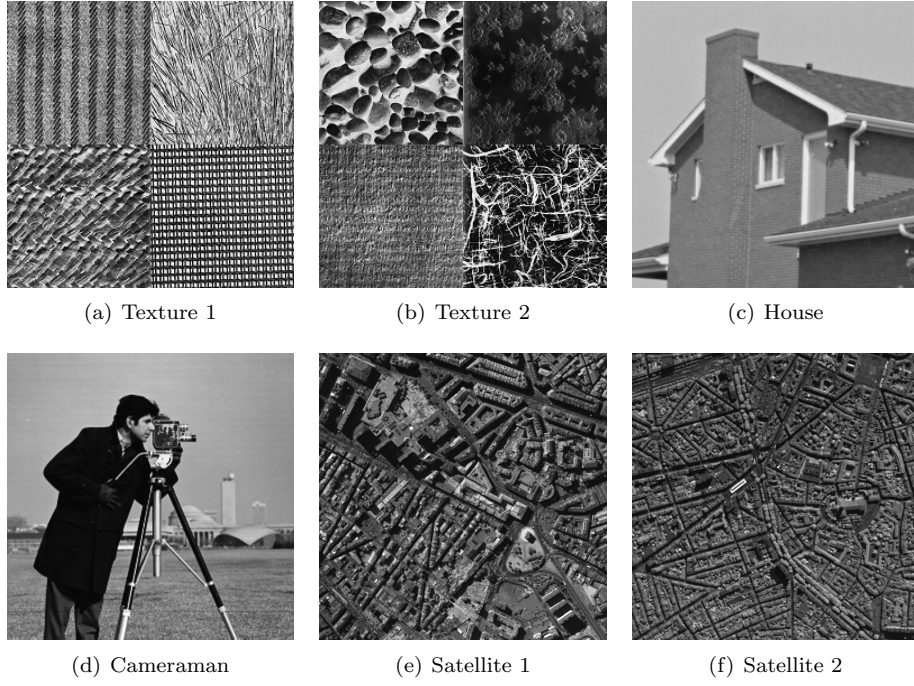 (a) Texture 1
(b) Texture 2
(c) House
(d) Cameraman
(e) Satellite 1
(f) Satellite 2